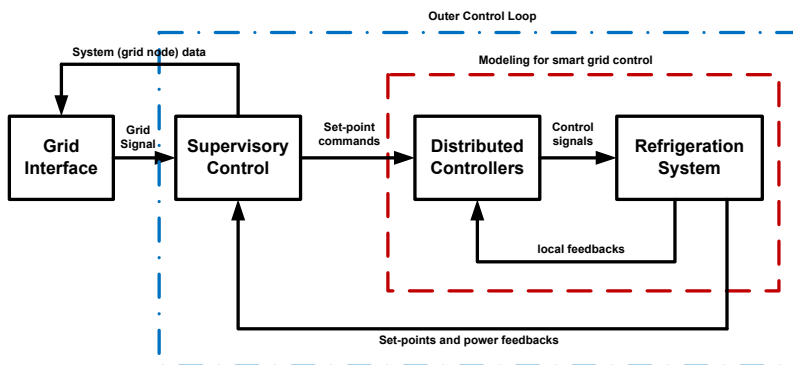 Outer Control Loop
System (grid node) data
Modeling for smart grid control
Grid
Interface
Grid
Signal
Supervisory
Control
Set-point
commands
Distributed
Controllers
Control
signals
Refrigeration
System
local feedbacks
Set-points and power feedbacks